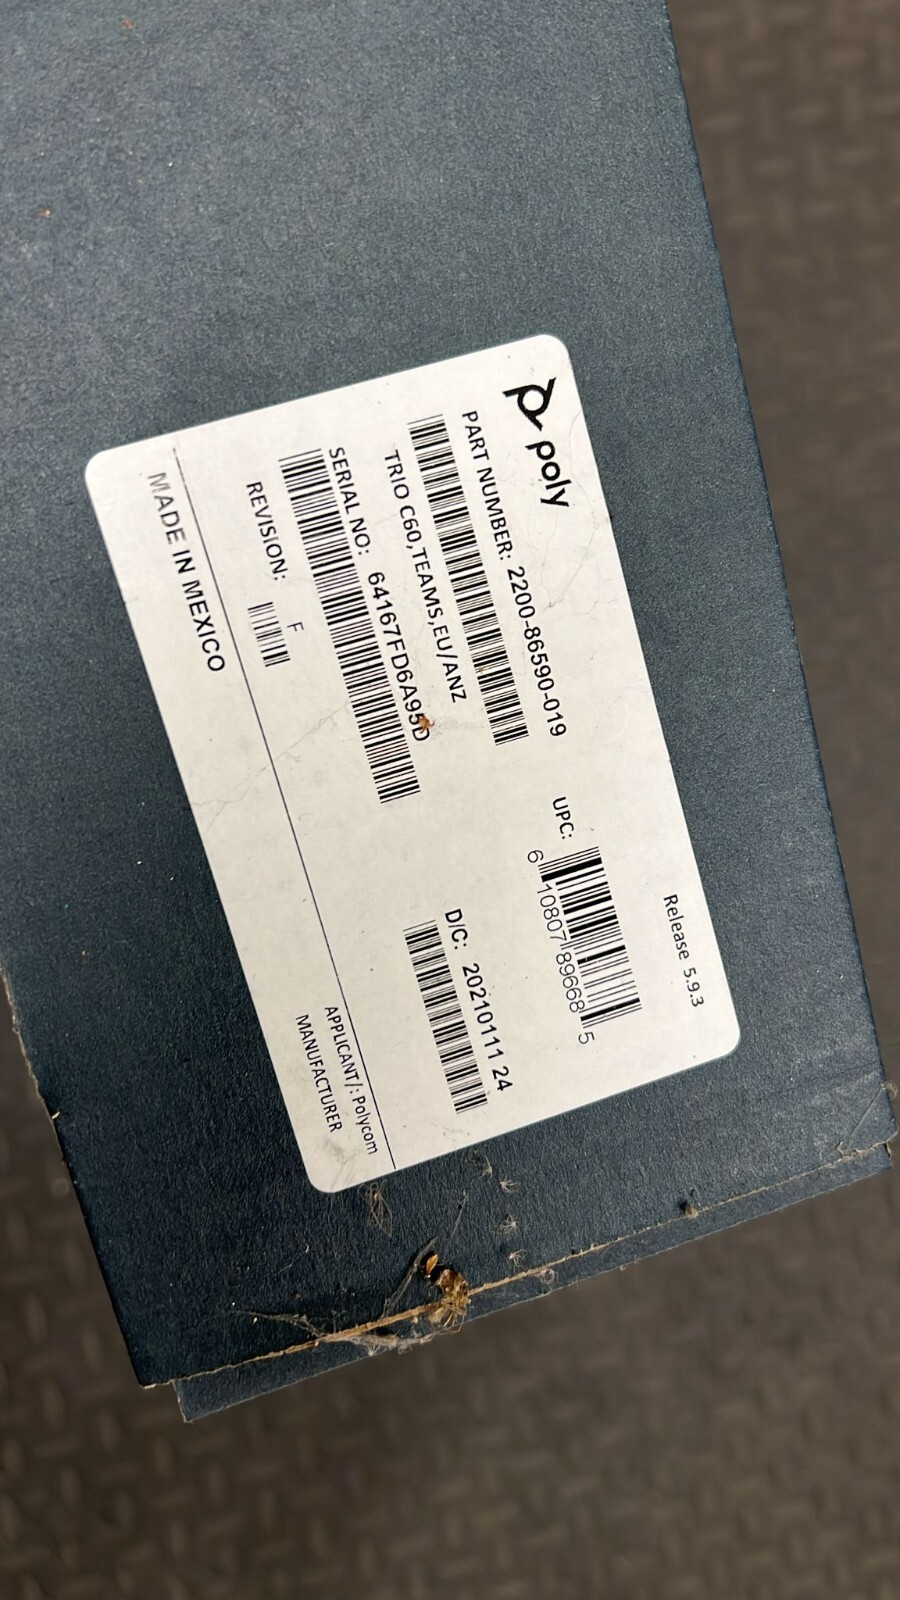 poly
Release 5.9.3
PART NUMBER: 2200-86590-019
UPC:
6 10807 89668 5
TRIO C60,TEAMS,EU/ANZ
SERIAL NO: 64167FD6A95D
D/C: 20210111 24
REVISION: F
APPLICANT/: Polycom
MANUFACTURER
MADE IN MEXICO